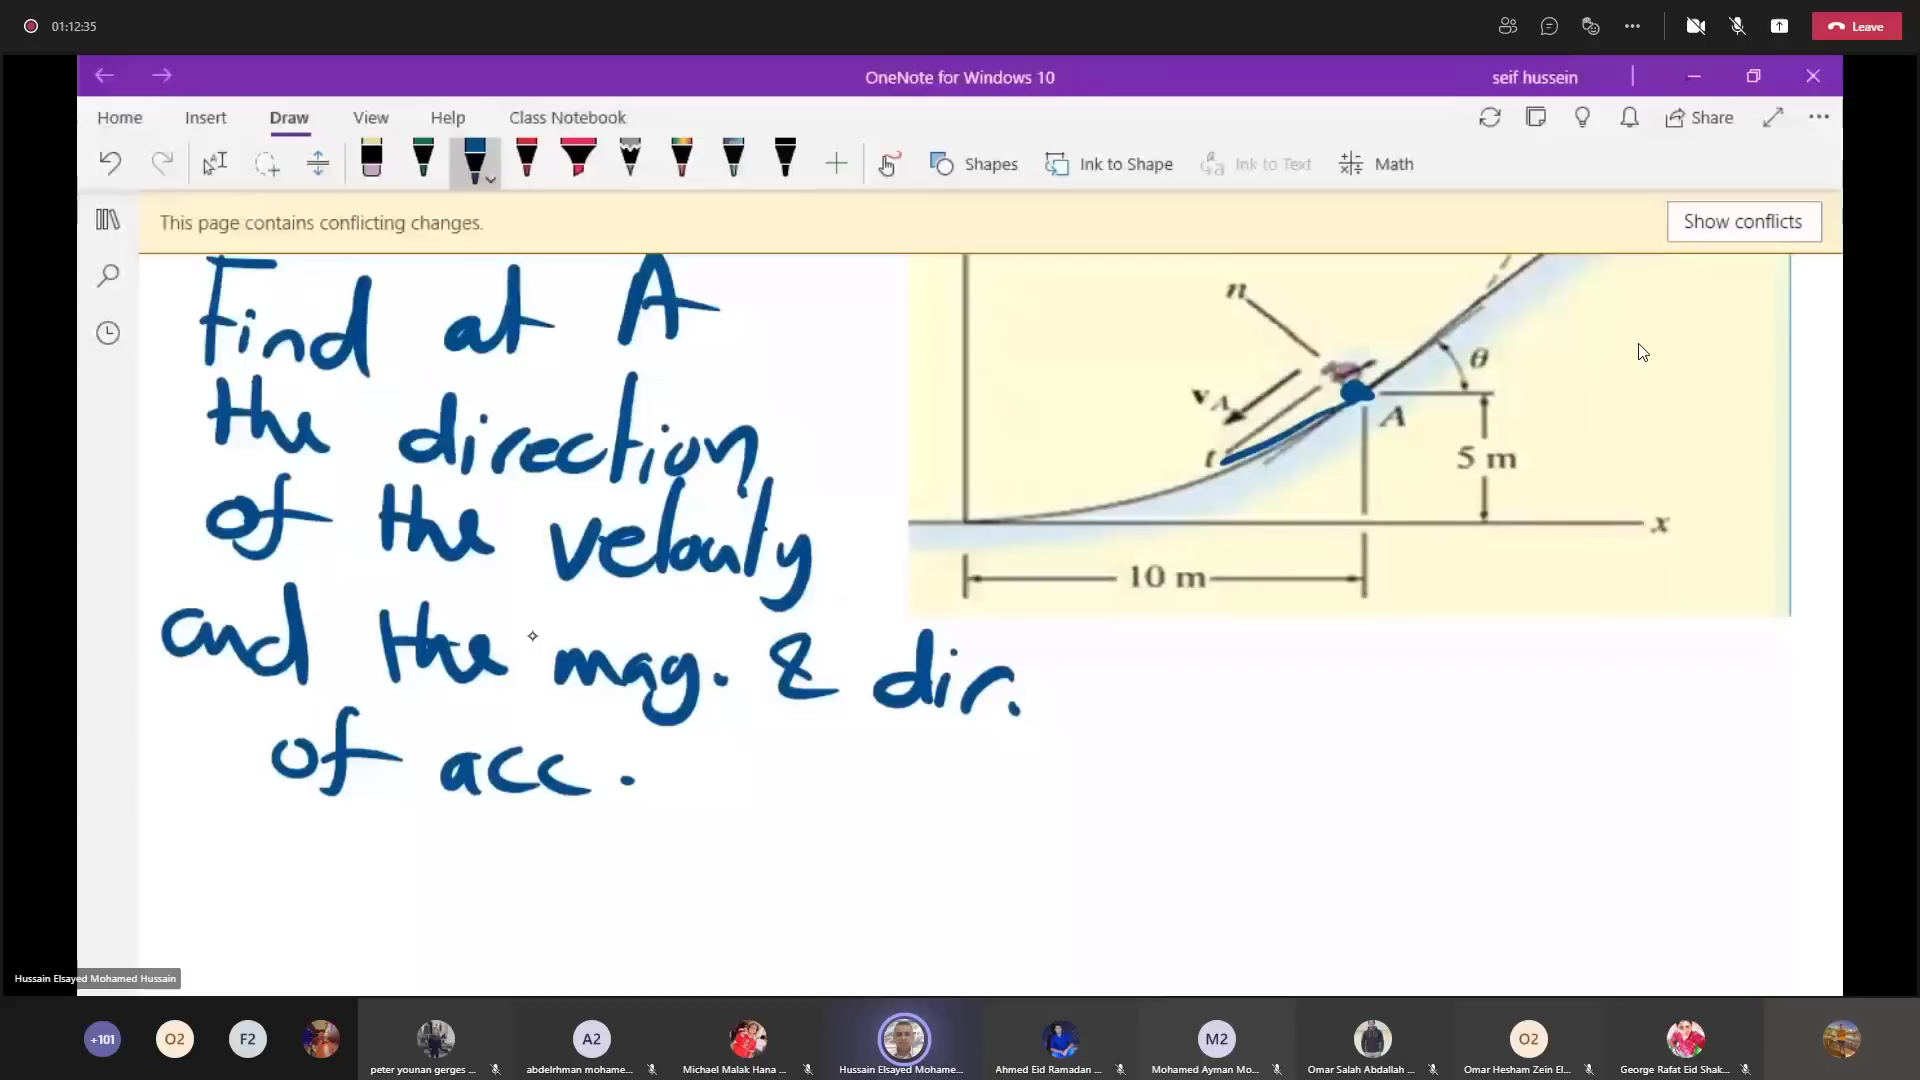 01:12:35
Leave
OneNote for Windows 10
seif hussein
Home Insert Draw View Help Class Notebook
Share
Shapes Ink to Shape Ink to Text Math
This page contains conflicting changes.
Show conflicts
Find at A
the direction
of the velocity
and the mag. & dir.
of acc.
n
θ
vA
A
t
5 m
x
10 m
Hussain Elsayed Mohamed Hussain
+101 O2 F2 A2 M2 O2
peter younan gerges ... abdelrhman mohame... Michael Malak Hana ... Hussain Elsayed Mohame... Ahmed Eid Ramadan ... Mohamed Ayman Mo... Omar Salah Abdallah ... Omar Hesham Zein El... George Rafat Eid Shak...